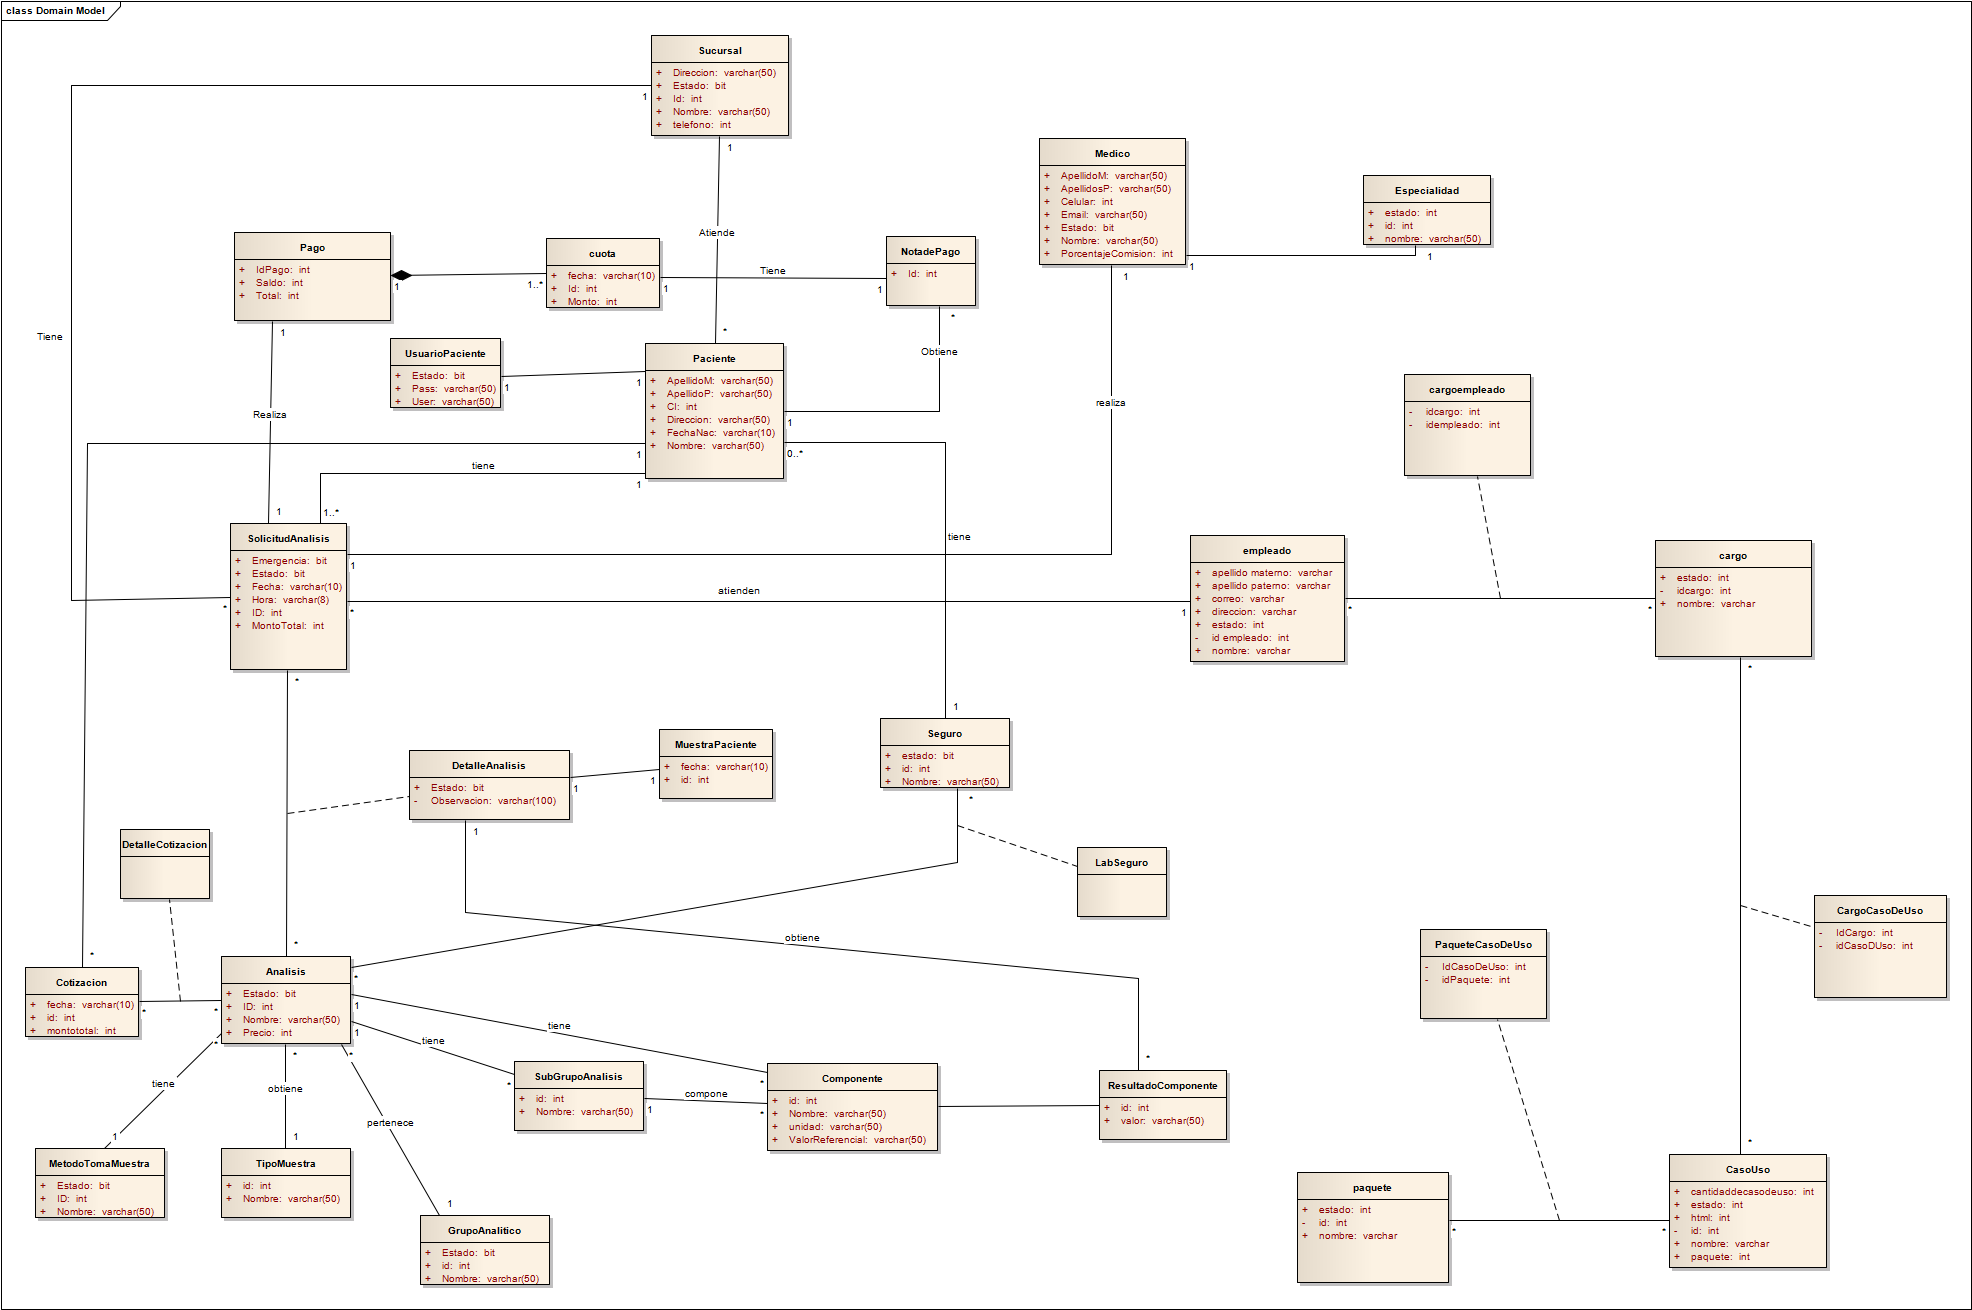 class Domain Model
Sucursal
+ Direccion: varchar(50)
+ Estado: bit
+ Id: int
+ Nombre: varchar(50)
+ telefono: int
1
1
Atiende
*
Medico
+ ApellidoM: varchar(50)
+ ApellidosP: varchar(50)
+ Celular: int
+ Email: varchar(50)
+ Estado: bit
+ Nombre: varchar(50)
+ PorcentajeComision: int
1
1
Especialidad
+ estado: int
+ id: int
+ nombre: varchar(50)
1
Pago
+ IdPago: int
+ Saldo: int
+ Total: int
1
1
cuota
+ fecha: varchar(10)
+ Id: int
+ Monto: int
1..*
1
Tiene
NotadePago
+ Id: int
1
*
Obtiene
Tiene
UsuarioPaciente
+ Estado: bit
+ Pass: varchar(50)
+ User: varchar(50)
1
1
Paciente
+ ApellidoM: varchar(50)
+ ApellidoP: varchar(50)
+ CI: int
+ Direccion: varchar(50)
+ FechaNac: varchar(10)
+ Nombre: varchar(50)
1
0..*
1
1
Realiza
realiza
tiene
1
1..*
cargoempleado
- idcargo: int
- idempleado: int
SolicitudAnalisis
+ Emergencia: bit
+ Estado: bit
+ Fecha: varchar(10)
+ Hora: varchar(8)
+ ID: int
+ MontoTotal: int
1
*
*
*
tiene
atienden
empleado
+ apellido materno: varchar
+ apellido paterno: varchar
+ correo: varchar
+ direccion: varchar
+ estado: int
- id empleado: int
+ nombre: varchar
1
*
*
cargo
+ estado: int
- idcargo: int
+ nombre: varchar
*
1
Seguro
+ estado: bit
+ id: int
+ Nombre: varchar(50)
*
DetalleAnalisis
+ Estado: bit
- Observacion: varchar(100)
1
1
MuestraPaciente
+ fecha: varchar(10)
+ id: int
1
DetalleCotizacion
LabSeguro
CargoCasoDeUso
- IdCargo: int
- idCasoDUso: int
PaqueteCasoDeUso
- IdCasoDeUso: int
- idPaquete: int
obtiene
*
*
Cotizacion
+ fecha: varchar(10)
+ id: int
+ montototal: int
*
*
Analisis
+ Estado: bit
+ ID: int
+ Nombre: varchar(50)
+ Precio: int
*
1
1
*
*
*
tiene
tiene
tiene
obtiene
pertenece
SubGrupoAnalisis
+ id: int
+ Nombre: varchar(50)
*
1
compone
Componente
+ id: int
+ Nombre: varchar(50)
+ unidad: varchar(50)
+ ValorReferencial: varchar(50)
*
*
*
ResultadoComponente
+ id: int
+ valor: varchar(50)
1
MetodoTomaMuestra
+ Estado: bit
+ ID: int
+ Nombre: varchar(50)
1
TipoMuestra
+ id: int
+ Nombre: varchar(50)
1
GrupoAnalitico
+ Estado: bit
+ id: int
+ Nombre: varchar(50)
paquete
+ estado: int
- id: int
+ nombre: varchar
*
*
*
CasoUso
+ cantidaddecasodeuso: int
+ estado: int
+ html: int
- id: int
+ nombre: varchar
+ paquete: int